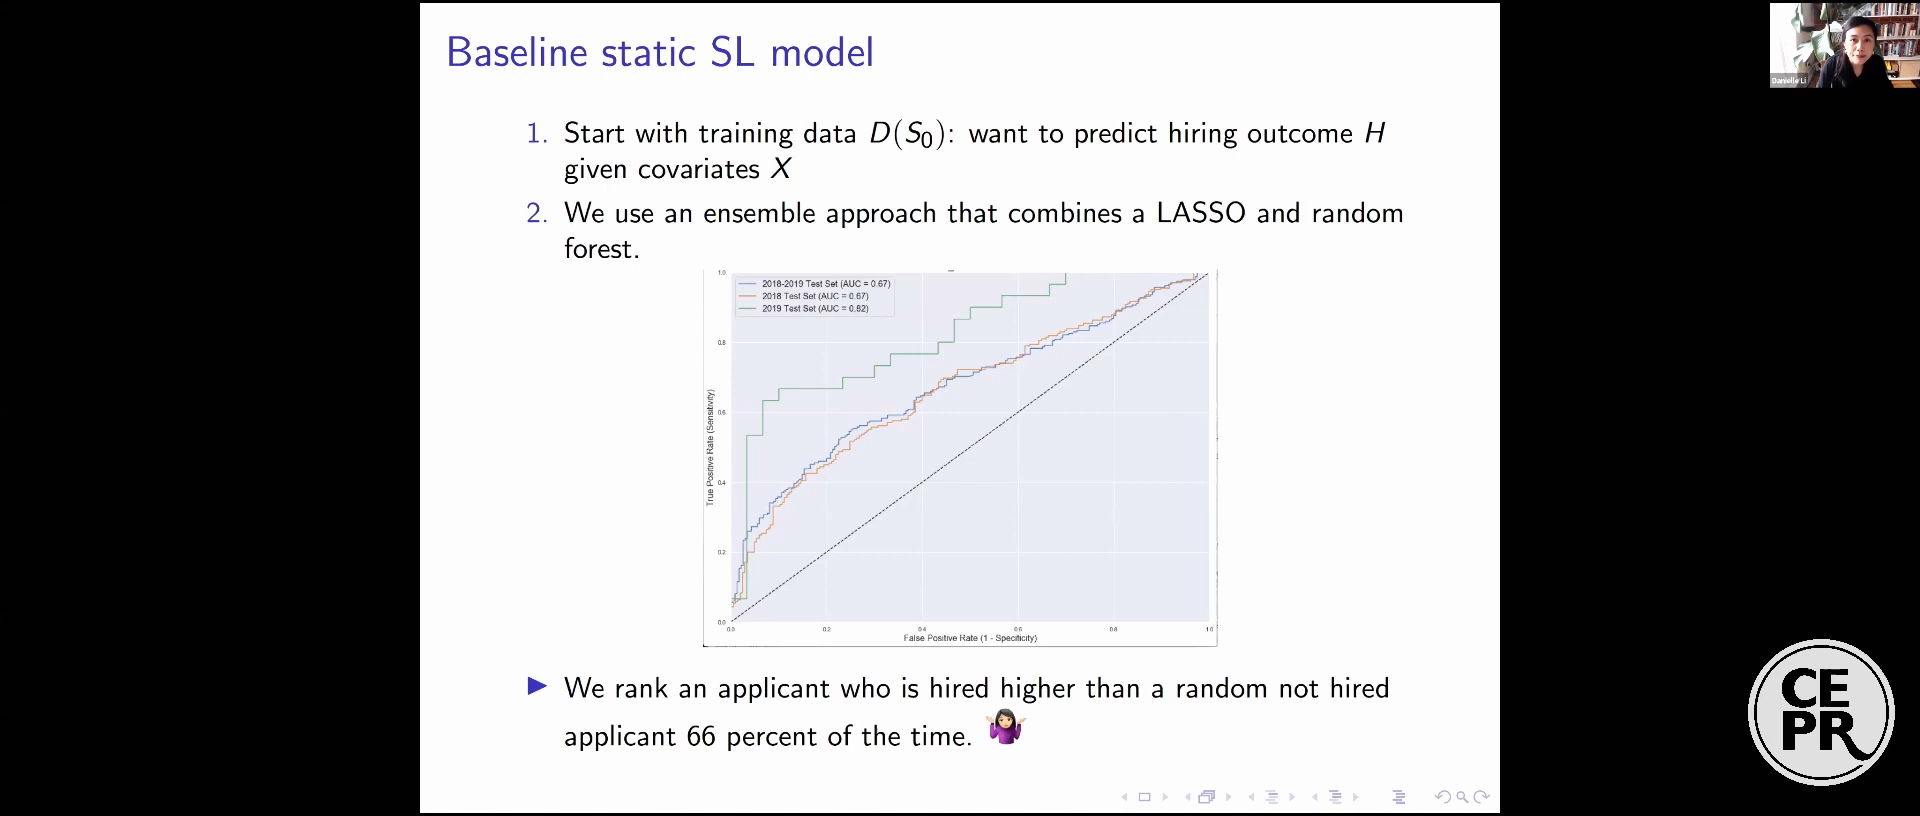 Baseline static SL model
Danielle Li
1. Start with training data D(S0): want to predict hiring outcome H
given covariates X
2. We use an ensemble approach that combines a LASSO and random
forest.
2018-2019 Test Set (AUC = 0.67)
2018 Test Set (AUC = 0.67)
2019 Test Set (AUC = 0.82)
1.0
0.8
0.6
0.4
0.2
0.0
True Positive Rate (Sensitivity)
0.0 0.2 0.4 0.6 0.8 1.0
False Positive Rate (1 - Specificity)
We rank an applicant who is hired higher than a random not hired
applicant 66 percent of the time.
CE
PR